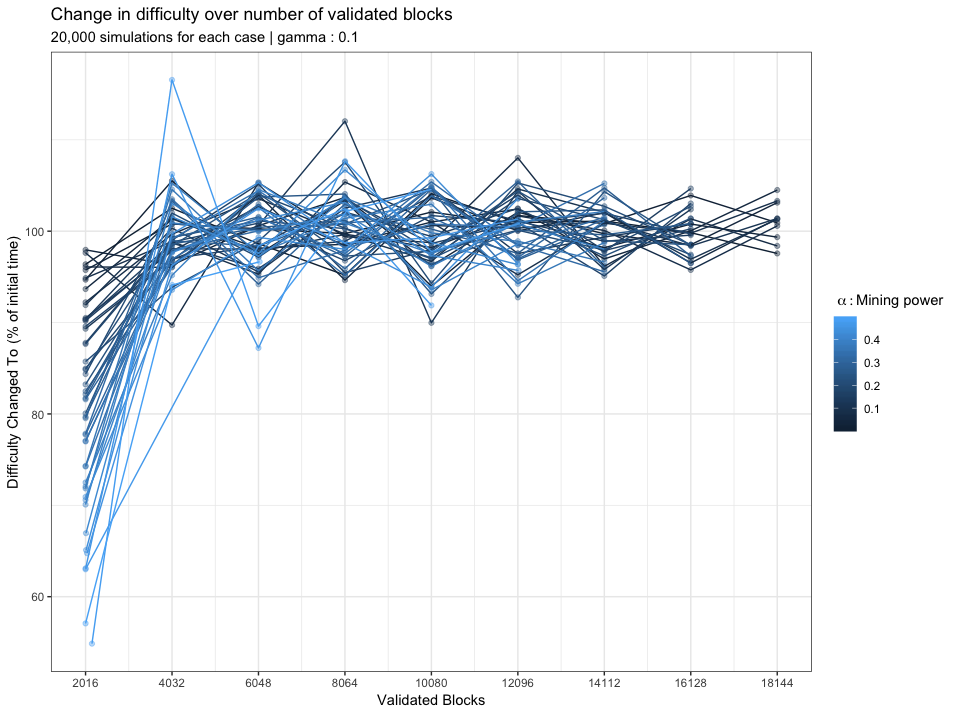 Change in difficulty over number of validated blocks
20,000 simulations for each case | gamma : 0.1
Difficulty Changed To (% of initial time)
100
80
60
2016 4032 6048 8064 10080 12096 14112 16128 18144
Validated Blocks
α : Mining power
0.4
0.3
0.2
0.1